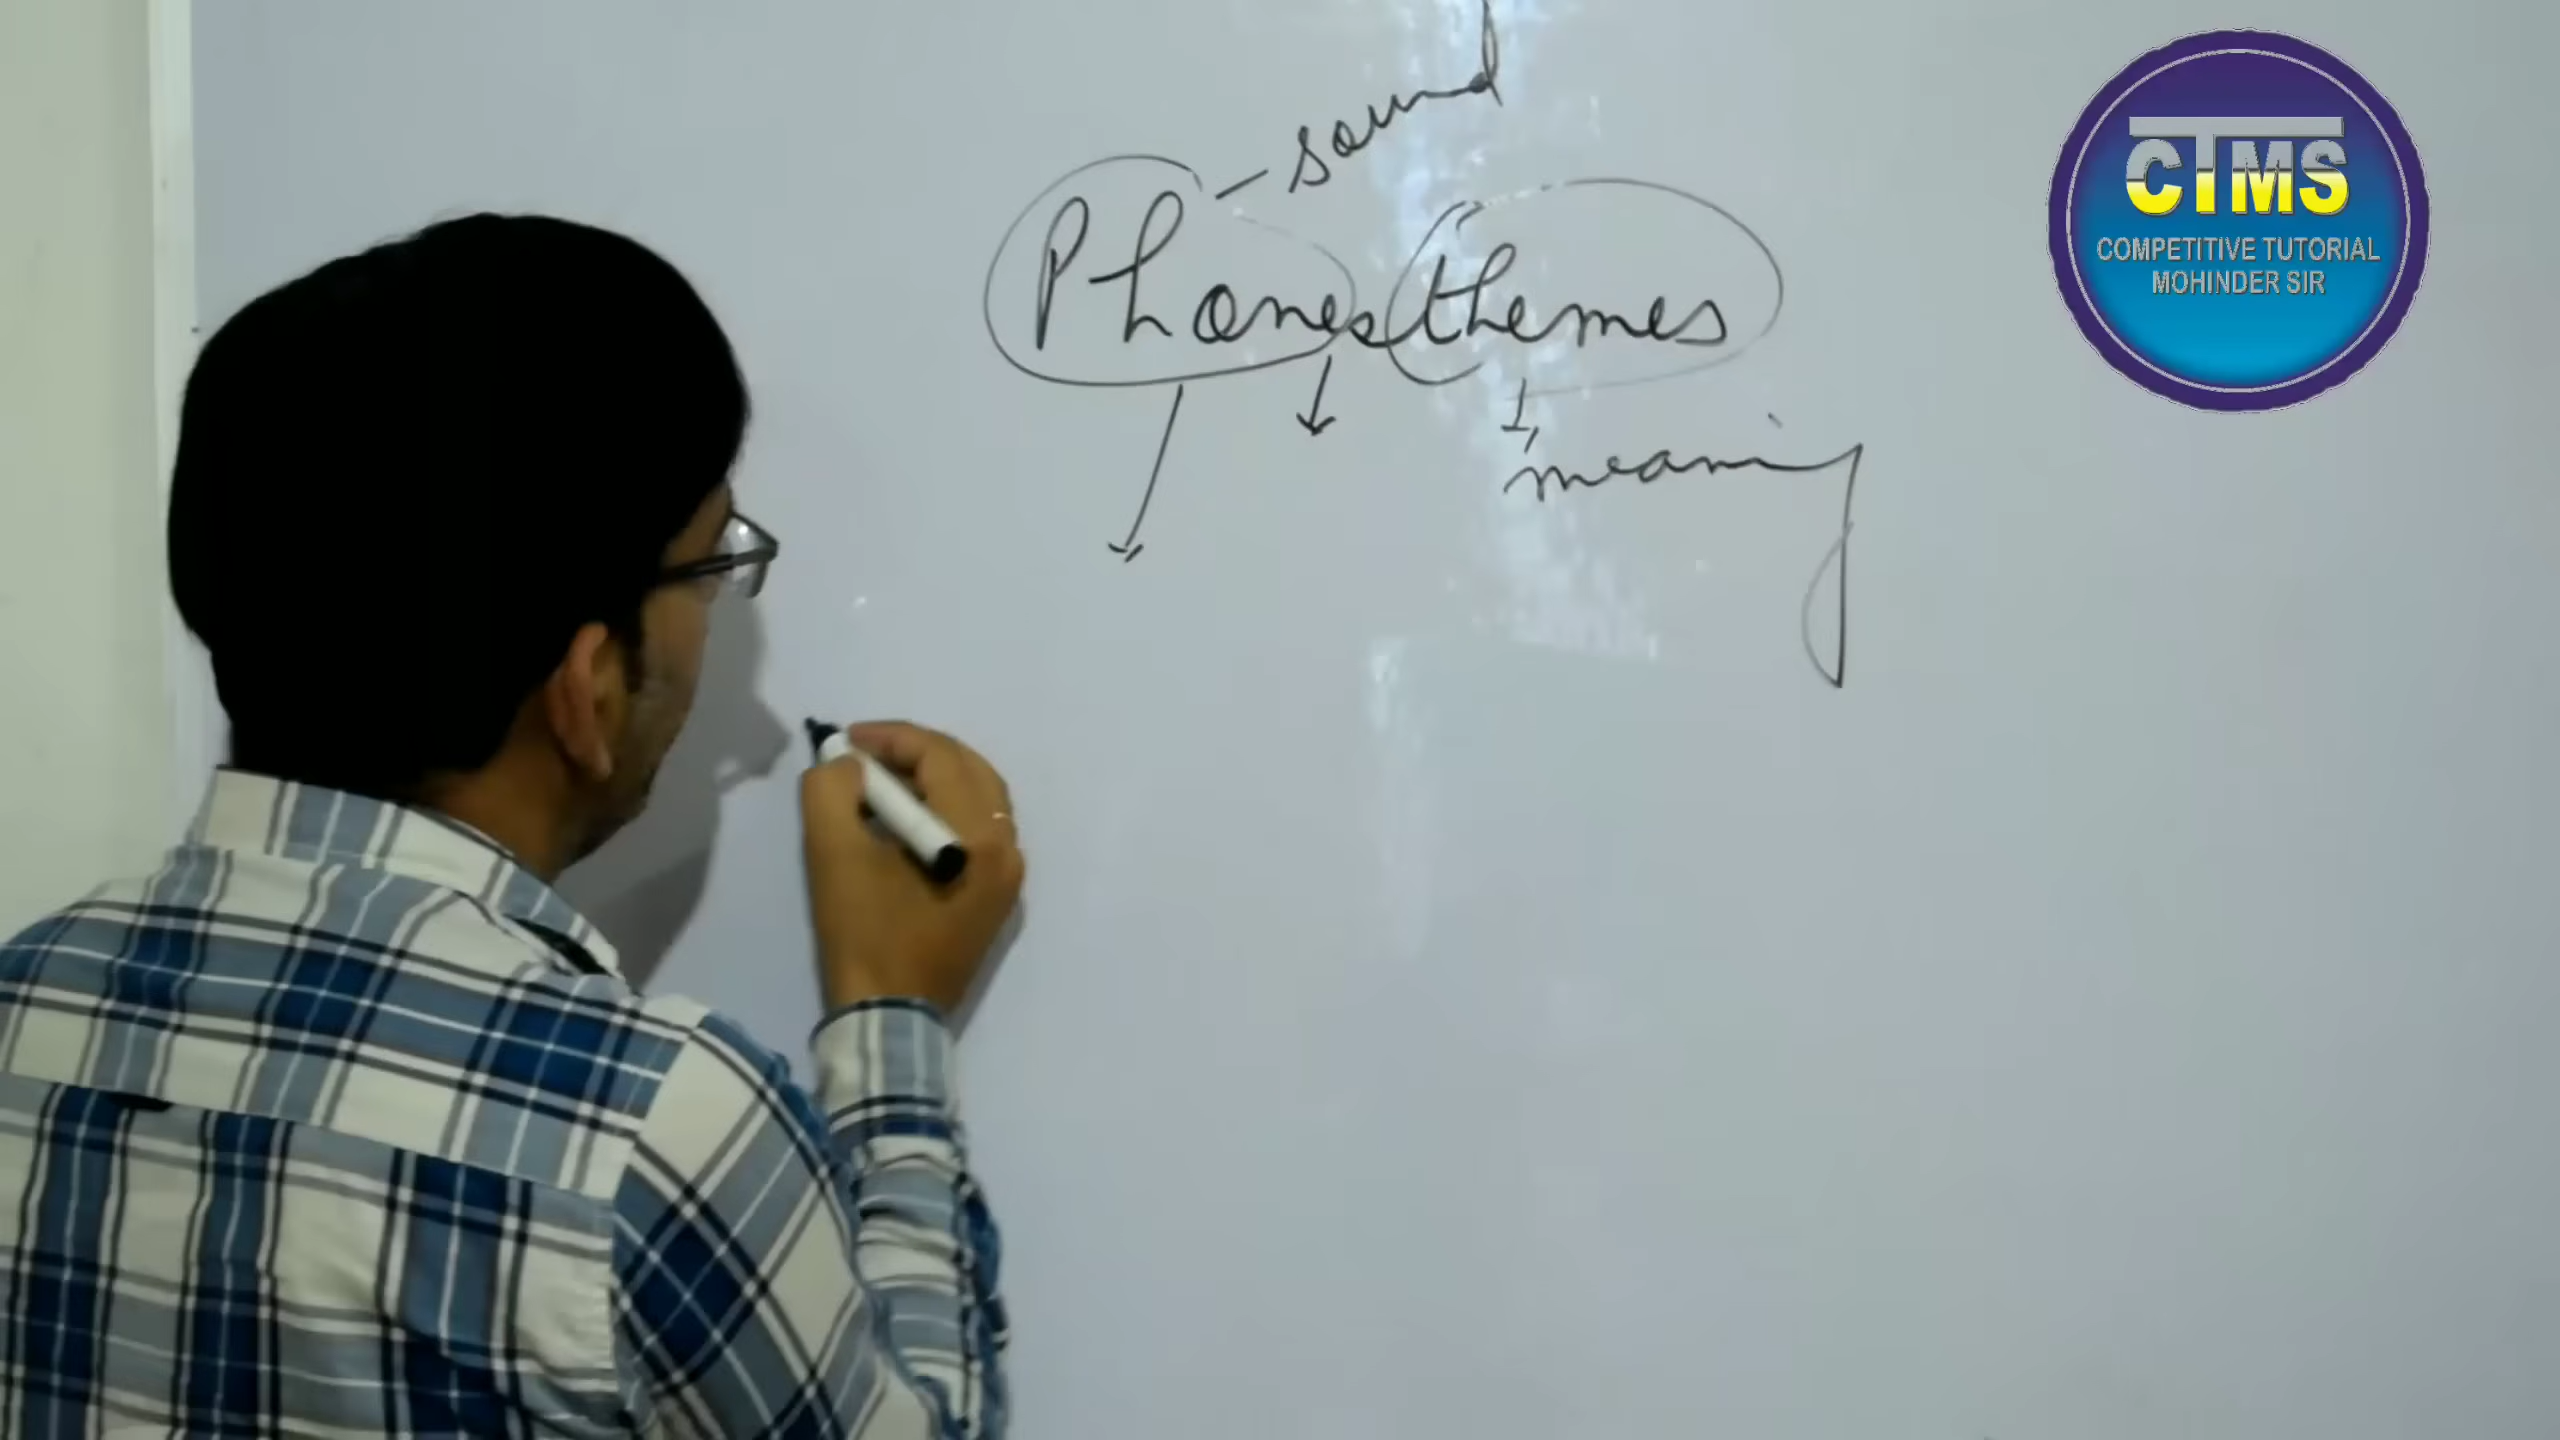 - sound
Phonesthemes
meaning
CTMS
COMPETITIVE TUTORIAL
MOHINDER SIR